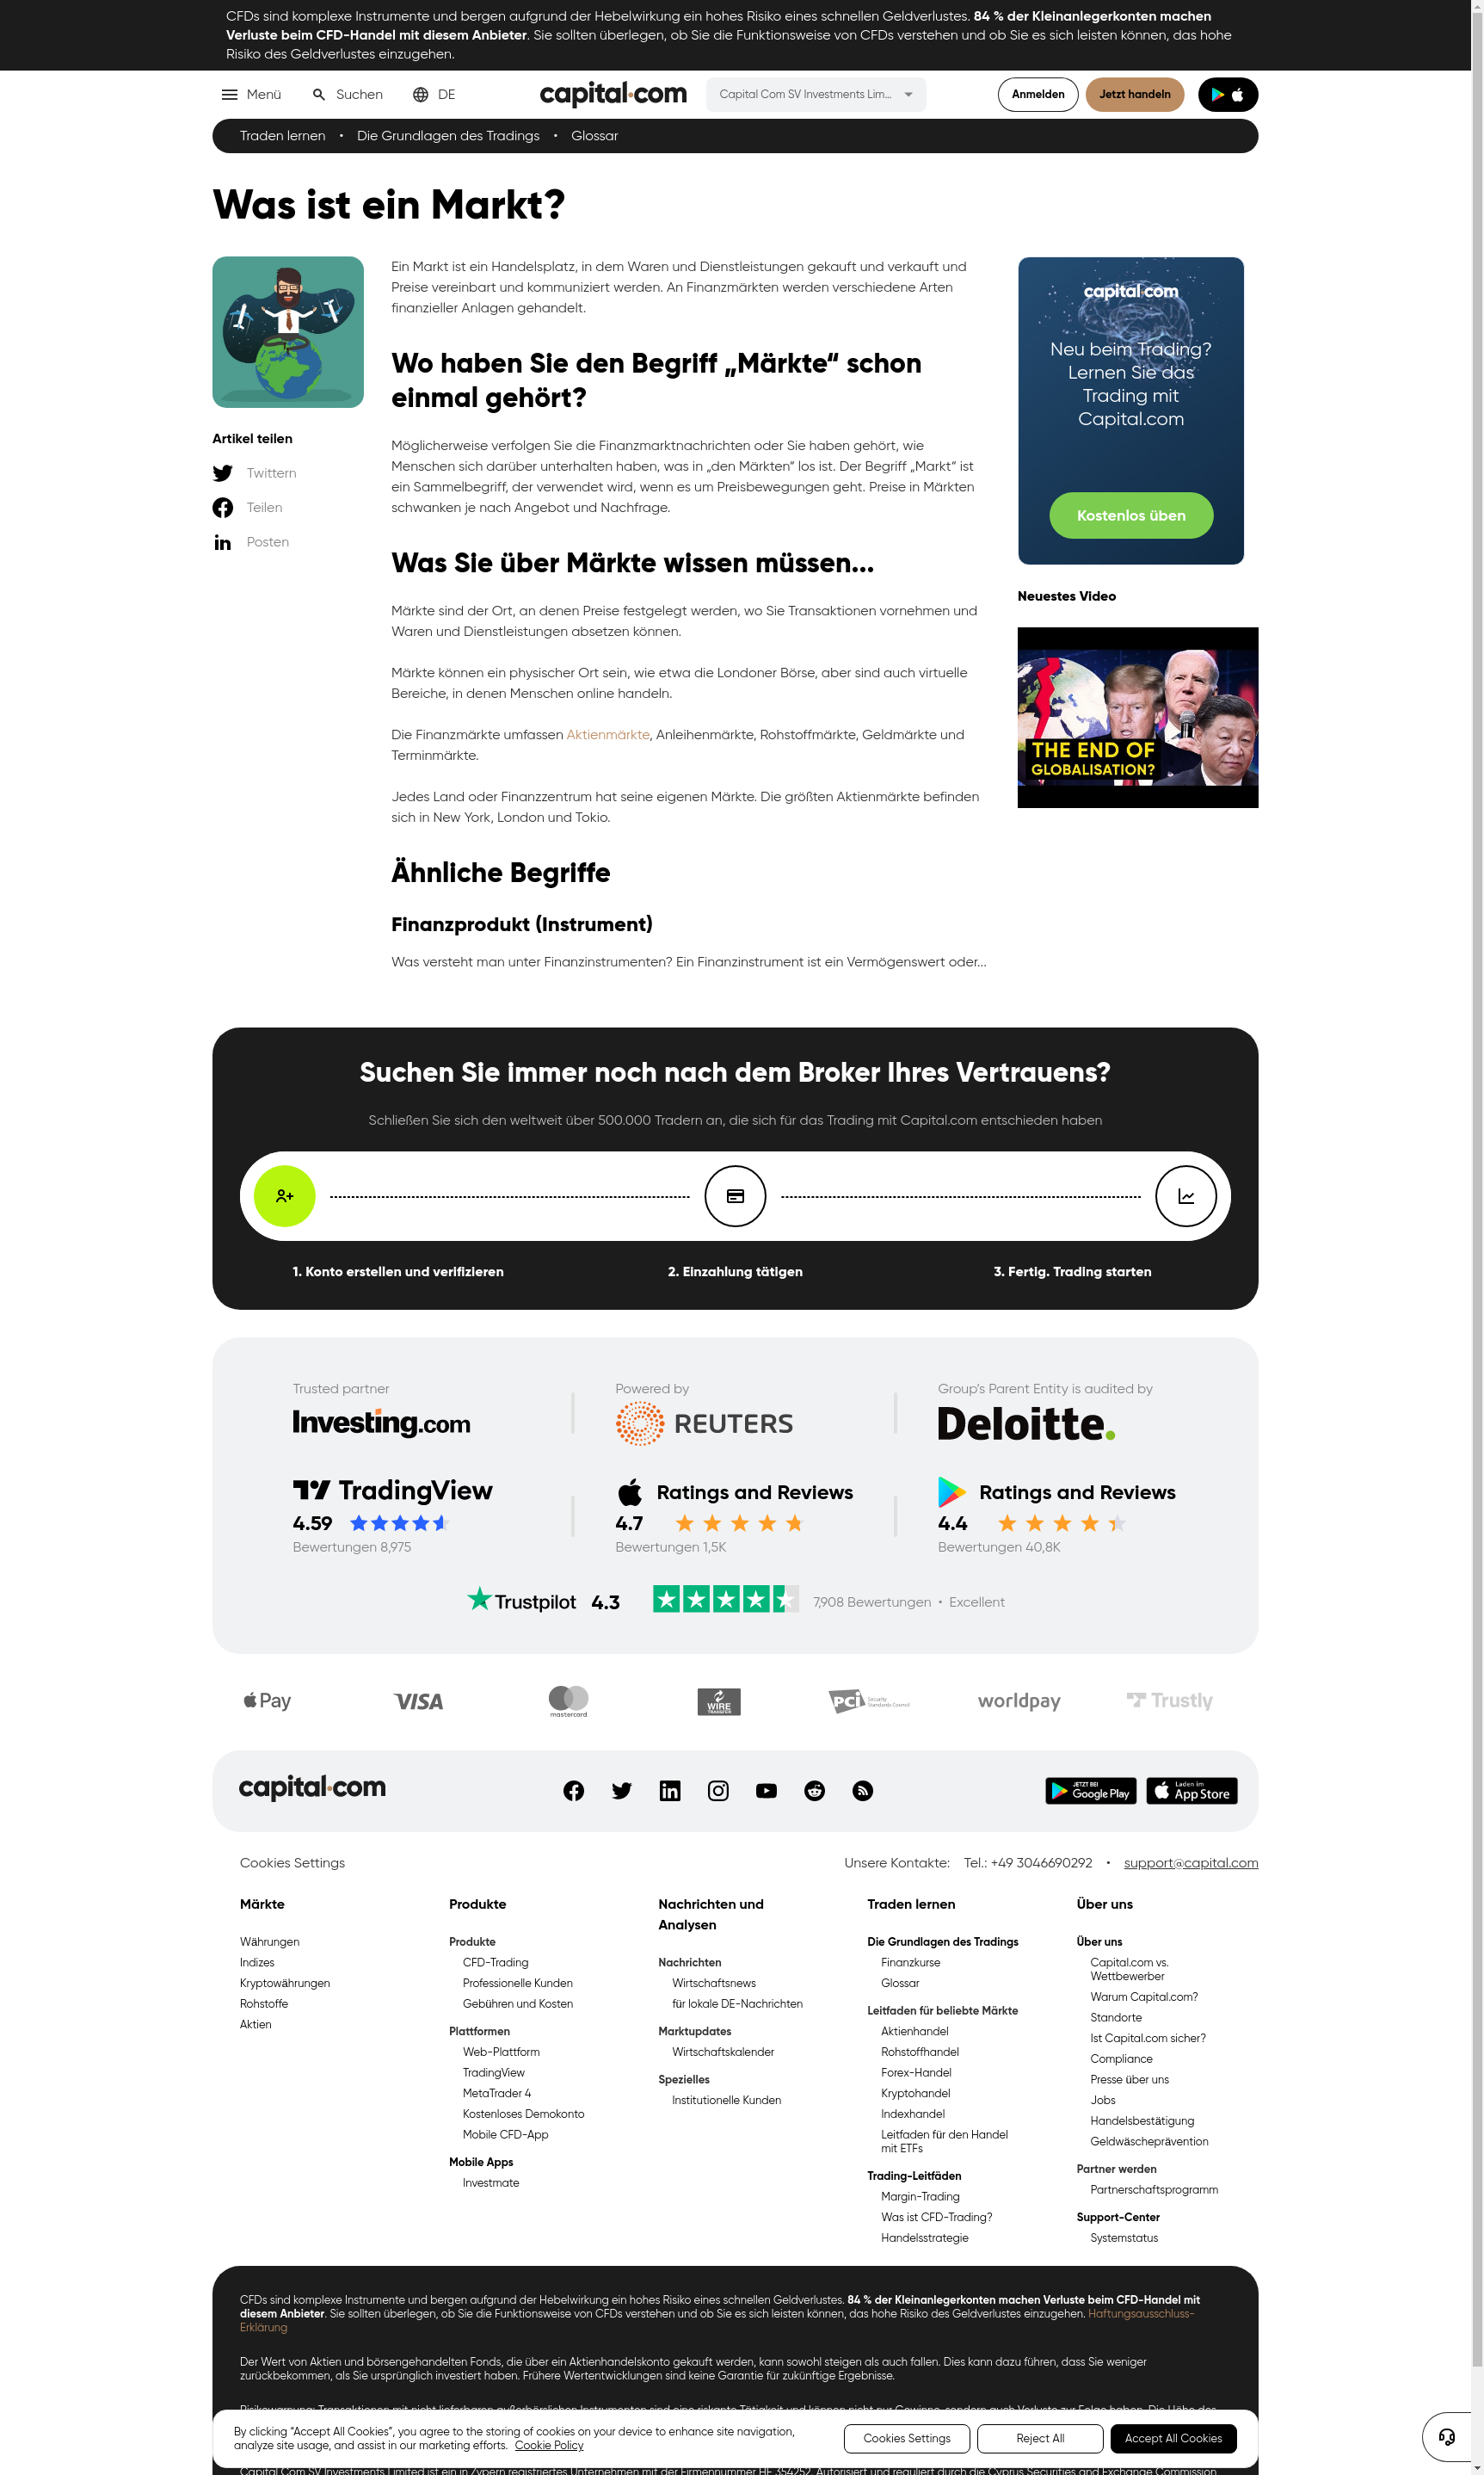 CFDs sind komplexe Instrumente und bergen aufgrund der Hebelwirkung ein hohes Risiko eines schnellen Geldverlustes. 84 % der Kleinanlegerkonten machen
Verluste beim CFD-Handel mit diesem Anbieter. Sie sollten überlegen, ob Sie die Funktionsweise von CFDs verstehen und ob Sie es sich leisten können, das hohe
Risiko des Geldverlustes einzugehen.
Menü
Suchen
DE
capital.com
Capital Com SV Investments Lim...
Anmelden
Jetzt handeln
Traden lernen • Die Grundlagen des Tradings • Glossar
Was ist ein Markt?
Artikel teilen
Twittern
Teilen
Posten
Ein Markt ist ein Handelsplatz, in dem Waren und Dienstleistungen gekauft und verkauft und
Preise vereinbart und kommuniziert werden. An Finanzmärkten werden verschiedene Arten
finanzieller Anlagen gehandelt.
Wo haben Sie den Begriff „Märkte“ schon
einmal gehört?
Möglicherweise verfolgen Sie die Finanzmarktnachrichten oder Sie haben gehört, wie
Menschen sich darüber unterhalten haben, was in „den Märkten“ los ist. Der Begriff „Markt“ ist
ein Sammelbegriff, der verwendet wird, wenn es um Preisbewegungen geht. Preise in Märkten
schwanken je nach Angebot und Nachfrage.
Was Sie über Märkte wissen müssen...
Märkte sind der Ort, an denen Preise festgelegt werden, wo Sie Transaktionen vornehmen und
Waren und Dienstleistungen absetzen können.
Märkte können ein physischer Ort sein, wie etwa die Londoner Börse, aber sind auch virtuelle
Bereiche, in denen Menschen online handeln.
Die Finanzmärkte umfassen Aktienmärkte, Anleihenmärkte, Rohstoffmärkte, Geldmärkte und
Terminmärkte.
Jedes Land oder Finanzzentrum hat seine eigenen Märkte. Die größten Aktienmärkte befinden
sich in New York, London und Tokio.
Ähnliche Begriffe
Finanzprodukt (Instrument)
Was versteht man unter Finanzinstrumenten? Ein Finanzinstrument ist ein Vermögenswert oder...
capital.com
Neu beim Trading?
Lernen Sie das
Trading mit
Capital.com
Kostenlos üben
Neuestes Video
THE END OF
GLOBALISATION?
Suchen Sie immer noch nach dem Broker Ihres Vertrauens?
Schließen Sie sich den weltweit über 500.000 Tradern an, die sich für das Trading mit Capital.com entschieden haben
1. Konto erstellen und verifizieren
2. Einzahlung tätigen
3. Fertig. Trading starten
Trusted partner
Investing.com
Powered by
REUTERS
Group's Parent Entity is audited by
Deloitte.
TradingView
4.59
Bewertungen 8,975
Ratings and Reviews
4.7
Bewertungen 1,5K
Ratings and Reviews
4.4
Bewertungen 40,8K
Trustpilot 4.3 7,908 Bewertungen • Excellent
Pay
VISA
mastercard
WIRE
TRANSFER
PCI Security
Standards Council
worldpay
Trustly
capital.com
JETZT BEI
Google Play
Laden im
App Store
Cookies Settings
Unsere Kontakte: Tel.: +49 3046690292 • support@capital.com
Märkte
Währungen
Indizes
Kryptowährungen
Rohstoffe
Aktien
Produkte
Produkte
CFD-Trading
Professionelle Kunden
Gebühren und Kosten
Plattformen
Web-Plattform
TradingView
MetaTrader 4
Kostenloses Demokonto
Mobile CFD-App
Mobile Apps
Investmate
Nachrichten und
Analysen
Nachrichten
Wirtschaftsnews
für lokale DE-Nachrichten
Marktupdates
Wirtschaftskalender
Spezielles
Institutionelle Kunden
Traden lernen
Die Grundlagen des Tradings
Finanzkurse
Glossar
Leitfaden für beliebte Märkte
Aktienhandel
Rohstoffhandel
Forex-Handel
Kryptohandel
Indexhandel
Leitfaden für den Handel
mit ETFs
Trading-Leitfäden
Margin-Trading
Was ist CFD-Trading?
Handelsstrategie
Über uns
Über uns
Capital.com vs.
Wettbewerber
Warum Capital.com?
Standorte
Ist Capital.com sicher?
Compliance
Presse über uns
Jobs
Handelsbestätigung
Geldwäscheprävention
Partner werden
Partnerschaftsprogramm
Support-Center
Systemstatus
CFDs sind komplexe Instrumente und bergen aufgrund der Hebelwirkung ein hohes Risiko eines schnellen Geldverlustes. 84 % der Kleinanlegerkonten machen Verluste beim CFD-Handel mit
diesem Anbieter. Sie sollten überlegen, ob Sie die Funktionsweise von CFDs verstehen und ob Sie es sich leisten können, das hohe Risiko des Geldverlustes einzugehen. Haftungsausschluss-
Erklärung
Der Wert von Aktien und börsengehandelten Fonds, die über ein Aktienhandelskonto gekauft werden, kann sowohl steigen als auch fallen. Dies kann dazu führen, dass Sie weniger
zurückbekommen, als Sie ursprünglich investiert haben. Frühere Wertentwicklungen sind keine Garantie für zukünftige Ergebnisse.
Risikowarnung: Transaktionen mit nicht lieferbaren außerbörslichen Instrumenten sind eine riskante Tätigkeit und können nicht nur Gewinne, sondern auch Verluste zur Folge haben. Die Höhe des
By clicking “Accept All Cookies”, you agree to the storing of cookies on your device to enhance site navigation,
analyze site usage, and assist in our marketing efforts. Cookie Policy
Cookies Settings
Reject All
Accept All Cookies
Capital Com SV Investments Limited ist ein in Zypern registriertes Unternehmen mit der Firmennummer HE 354252. Autorisiert und reguliert durch die Cyprus Securities and Exchange Commission